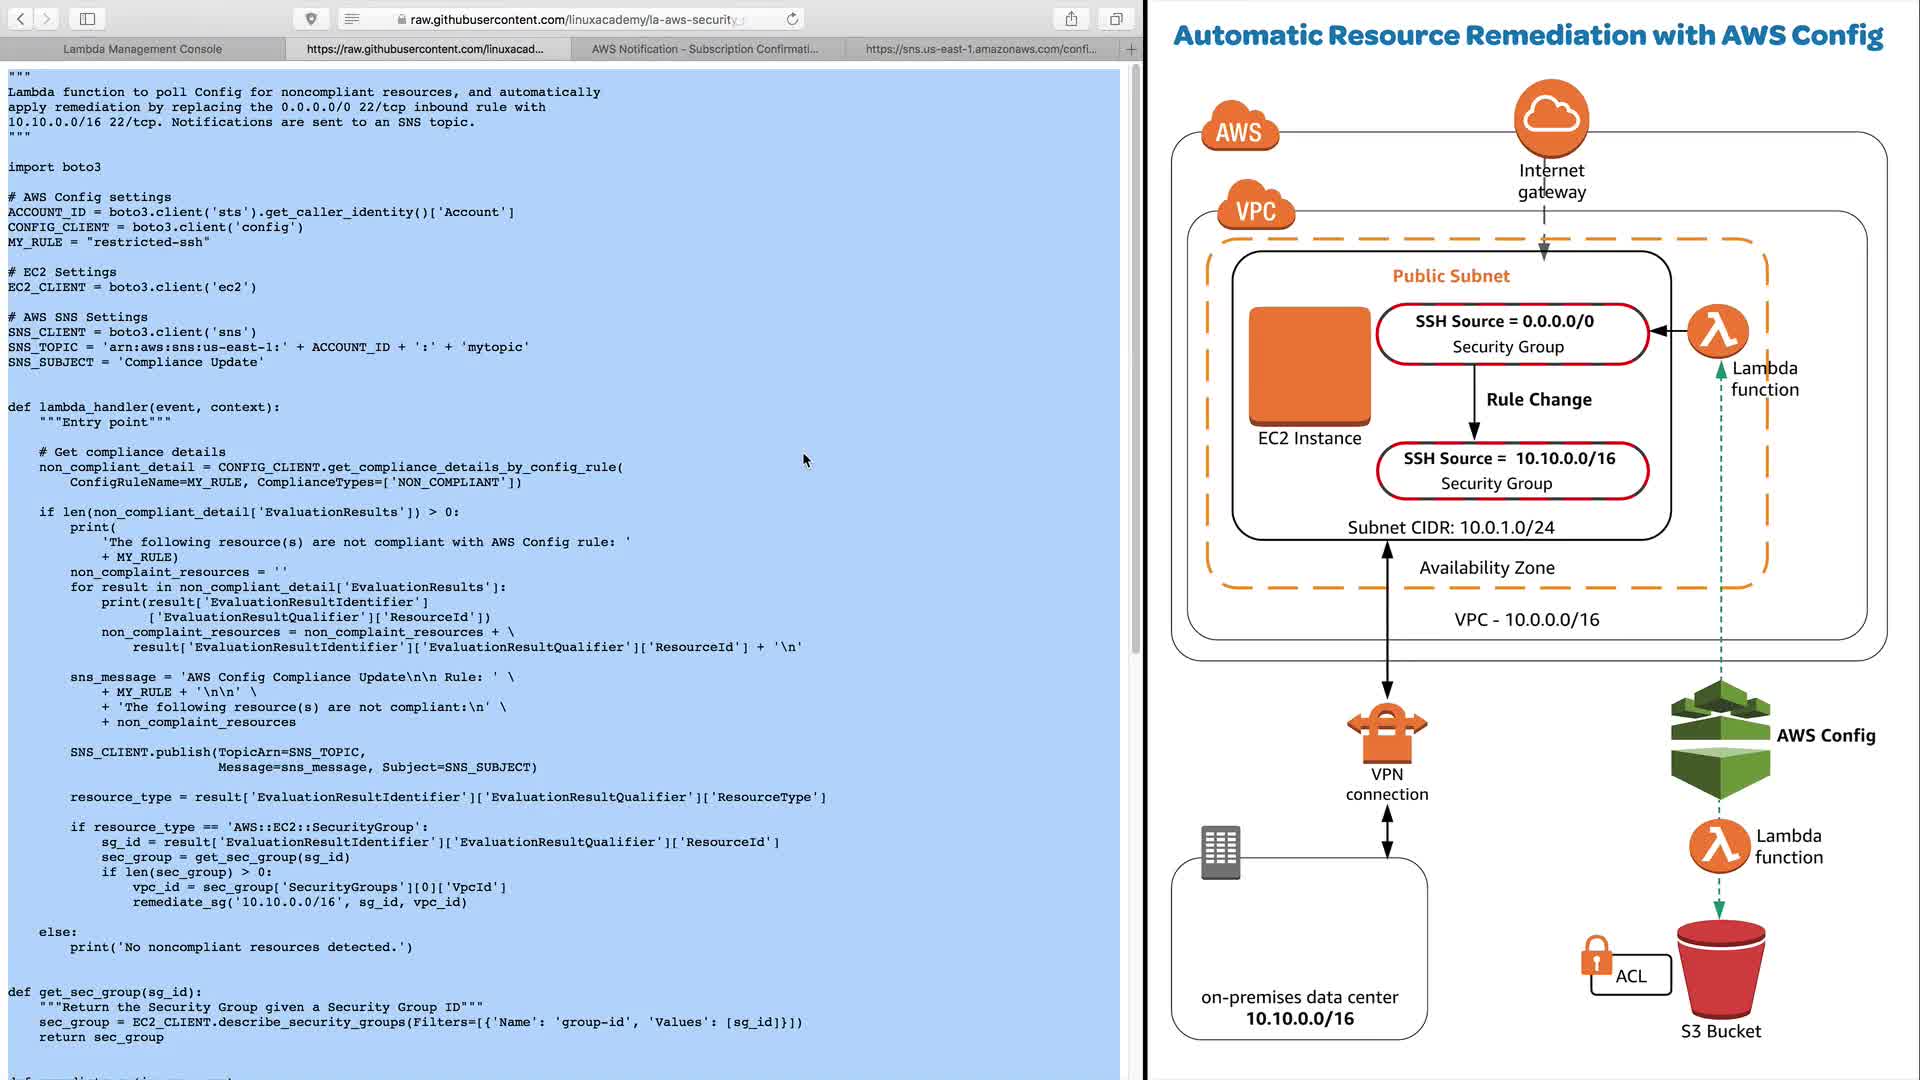 raw.githubusercontent.com/linuxacademy/la-aws-security_
Lambda Management Console
https://raw.githubusercontent.com/linuxacad...
AWS Notification - Subscription Confirmati...
https://sns.us-east-1.amazonaws.com/confi...
"""
Lambda function to poll Config for noncompliant resources, and automatically
apply remediation by replacing the 0.0.0.0/0 22/tcp inbound rule with
10.10.0.0/16 22/tcp. Notifications are sent to an SNS topic.
"""
import boto3
# AWS Config settings
ACCOUNT_ID = boto3.client('sts').get_caller_identity()['Account']
CONFIG_CLIENT = boto3.client('config')
MY_RULE = "restricted-ssh"
# EC2 Settings
EC2_CLIENT = boto3.client('ec2')
# AWS SNS Settings
SNS_CLIENT = boto3.client('sns')
SNS_TOPIC = 'arn:aws:sns:us-east-1:' + ACCOUNT_ID + ':' + 'mytopic'
SNS_SUBJECT = 'Compliance Update'
def lambda_handler(event, context):
    """Entry point"""
    # Get compliance details
    non_compliant_detail = CONFIG_CLIENT.get_compliance_details_by_config_rule(
        ConfigRuleName=MY_RULE, ComplianceTypes=['NON_COMPLIANT'])
    if len(non_compliant_detail['EvaluationResults']) > 0:
        print(
            'The following resource(s) are not compliant with AWS Config rule: '
            + MY_RULE)
        non_complaint_resources = ''
        for result in non_compliant_detail['EvaluationResults']:
            print(result['EvaluationResultIdentifier']
                  ['EvaluationResultQualifier']['ResourceId'])
            non_complaint_resources = non_complaint_resources + \
                result['EvaluationResultIdentifier']['EvaluationResultQualifier']['ResourceId'] + '\n'
        sns_message = 'AWS Config Compliance Update\n\n Rule: ' \
            + MY_RULE + '\n\n' \
            + 'The following resource(s) are not compliant:\n' \
            + non_complaint_resources
        SNS_CLIENT.publish(TopicArn=SNS_TOPIC,
                           Message=sns_message, Subject=SNS_SUBJECT)
        resource_type = result['EvaluationResultIdentifier']['EvaluationResultQualifier']['ResourceType']
        if resource_type == 'AWS::EC2::SecurityGroup':
            sg_id = result['EvaluationResultIdentifier']['EvaluationResultQualifier']['ResourceId']
            sec_group = get_sec_group(sg_id)
            if len(sec_group) > 0:
                vpc_id = sec_group['SecurityGroups'][0]['VpcId']
                remediate_sg('10.10.0.0/16', sg_id, vpc_id)
    else:
        print('No noncompliant resources detected.')
def get_sec_group(sg_id):
    """Return the Security Group given a Security Group ID"""
    sec_group = EC2_CLIENT.describe_security_groups(Filters=[{'Name': 'group-id', 'Values': [sg_id]}])
    return sec_group
Automatic Resource Remediation with AWS Config
AWS
Internet
gateway
VPC
Public Subnet
SSH Source = 0.0.0.0/0
Security Group
Lambda
function
Rule Change
EC2 Instance
SSH Source = 10.10.0.0/16
Security Group
Subnet CIDR: 10.0.1.0/24
Availability Zone
VPC - 10.0.0.0/16
AWS Config
VPN
connection
Lambda
function
ACL
on-premises data center
10.10.0.0/16
S3 Bucket